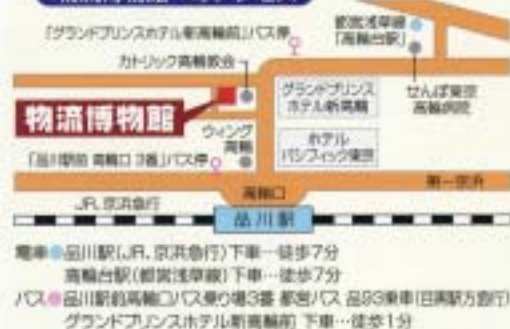 「グランドプリンスホテル新高輪前」バス停
都営浅草線
「高輪台駅」
カトリック高輪教会
グランドプリンス
ホテル新高輪
せんぽ東京
高輪病院
物流博物館
ウィング
高輪
ホテル
パシフィック東京
「品川駅前 高輪口 3番」バス停
高輪口
第一京浜
JR、京浜急行
品川駅
電車●品川駅(JR、京浜急行)下車…徒歩7分
高輪台駅(都営浅草線)下車…徒歩7分
バス●品川駅前高輪口バス乗り場3番 都営バス 品93乗車(目黒駅方面行)
グランドプリンスホテル新高輪前 下車…徒歩1分